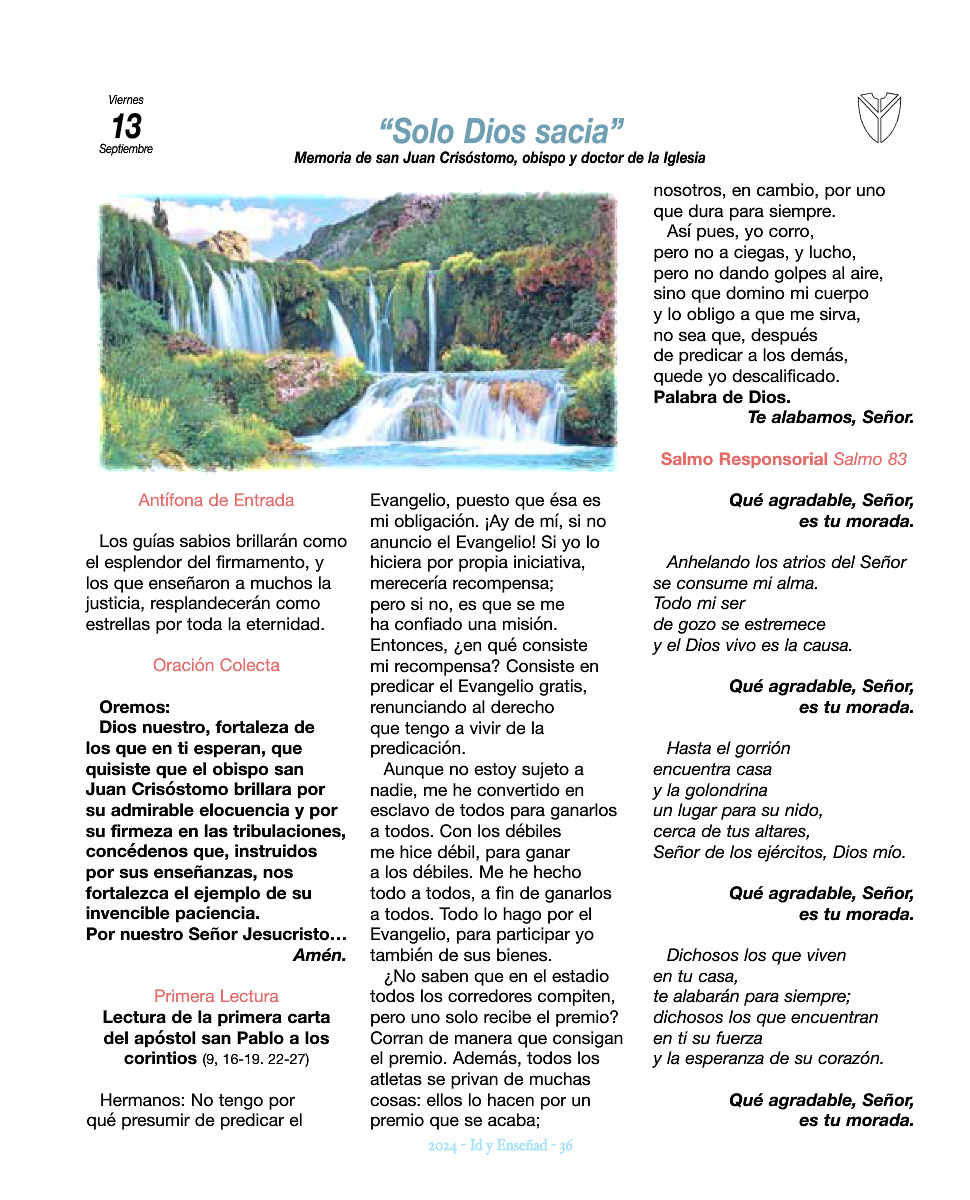 Viernes
13
Septiembre
“Solo Dios sacia”
Memoria de san Juan Crisóstomo, obispo y doctor de la Iglesia
Antífona de Entrada
Los guías sabios brillarán como
el esplendor del firmamento, y
los que enseñaron a muchos la
justicia, resplandecerán como
estrellas por toda la eternidad.
Oración Colecta
Oremos:
Dios nuestro, fortaleza de
los que en ti esperan, que
quisiste que el obispo san
Juan Crisóstomo brillara por
su admirable elocuencia y por
su firmeza en las tribulaciones,
concédenos que, instruidos
por sus enseñanzas, nos
fortalezca el ejemplo de su
invencible paciencia.
Por nuestro Señor Jesucristo…
Amén.
Primera Lectura
Lectura de la primera carta
del apóstol san Pablo a los
corintios (9, 16-19. 22-27)
Hermanos: No tengo por
qué presumir de predicar el
Evangelio, puesto que ésa es
mi obligación. ¡Ay de mí, si no
anuncio el Evangelio! Si yo lo
hiciera por propia iniciativa,
merecería recompensa;
pero si no, es que se me
ha confiado una misión.
Entonces, ¿en qué consiste
mi recompensa? Consiste en
predicar el Evangelio gratis,
renunciando al derecho
que tengo a vivir de la
predicación.
Aunque no estoy sujeto a
nadie, me he convertido en
esclavo de todos para ganarlos
a todos. Con los débiles
me hice débil, para ganar
a los débiles. Me he hecho
todo a todos, a fin de ganarlos
a todos. Todo lo hago por el
Evangelio, para participar yo
también de sus bienes.
¿No saben que en el estadio
todos los corredores compiten,
pero uno solo recibe el premio?
Corran de manera que consigan
el premio. Además, todos los
atletas se privan de muchas
cosas: ellos lo hacen por un
premio que se acaba;
nosotros, en cambio, por uno
que dura para siempre.
Así pues, yo corro,
pero no a ciegas, y lucho,
pero no dando golpes al aire,
sino que domino mi cuerpo
y lo obligo a que me sirva,
no sea que, después
de predicar a los demás,
quede yo descalificado.
Palabra de Dios.
Te alabamos, Señor.
Salmo Responsorial Salmo 83
Qué agradable, Señor,
es tu morada.
Anhelando los atrios del Señor
se consume mi alma.
Todo mi ser
de gozo se estremece
y el Dios vivo es la causa.
Qué agradable, Señor,
es tu morada.
Hasta el gorrión
encuentra casa
y la golondrina
un lugar para su nido,
cerca de tus altares,
Señor de los ejércitos, Dios mío.
Qué agradable, Señor,
es tu morada.
Dichosos los que viven
en tu casa,
te alabarán para siempre;
dichosos los que encuentran
en ti su fuerza
y la esperanza de su corazón.
Qué agradable, Señor,
es tu morada.
2024 - Id y Enseñad - 36